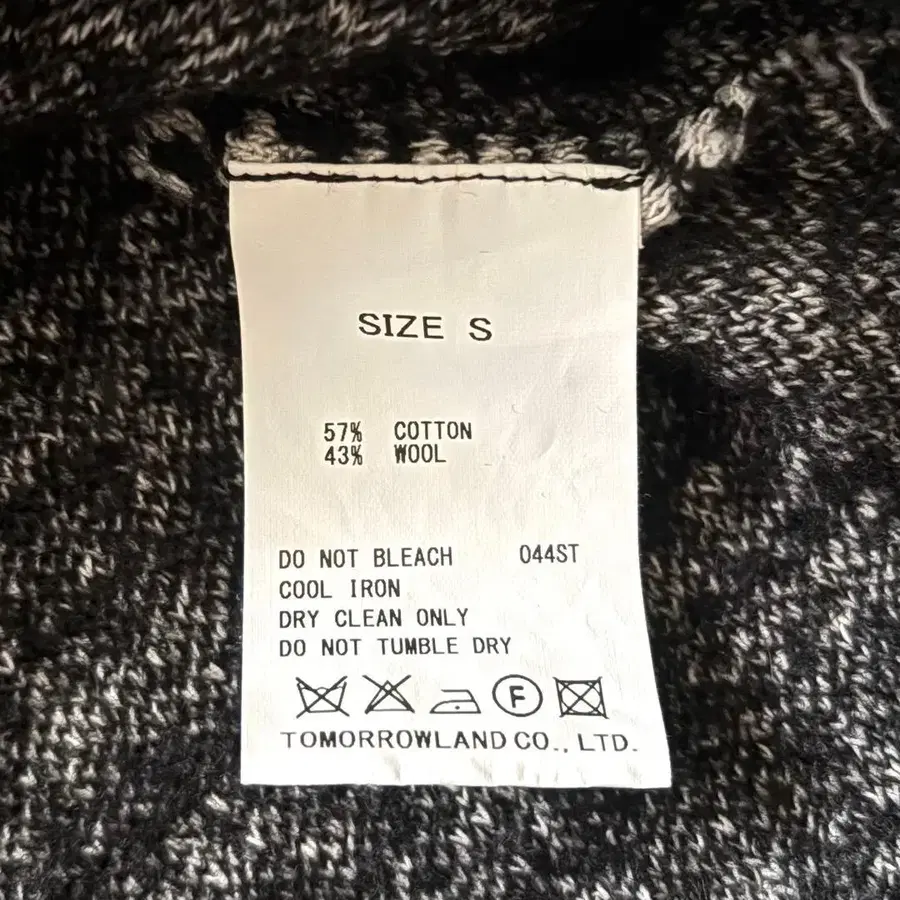 SIZE S
57% COTTON
43% WOOL
DO NOT BLEACH 044ST
COOL IRON
DRY CLEAN ONLY
DO NOT TUMBLE DRY
F
TOMORROWLAND CO., LTD.